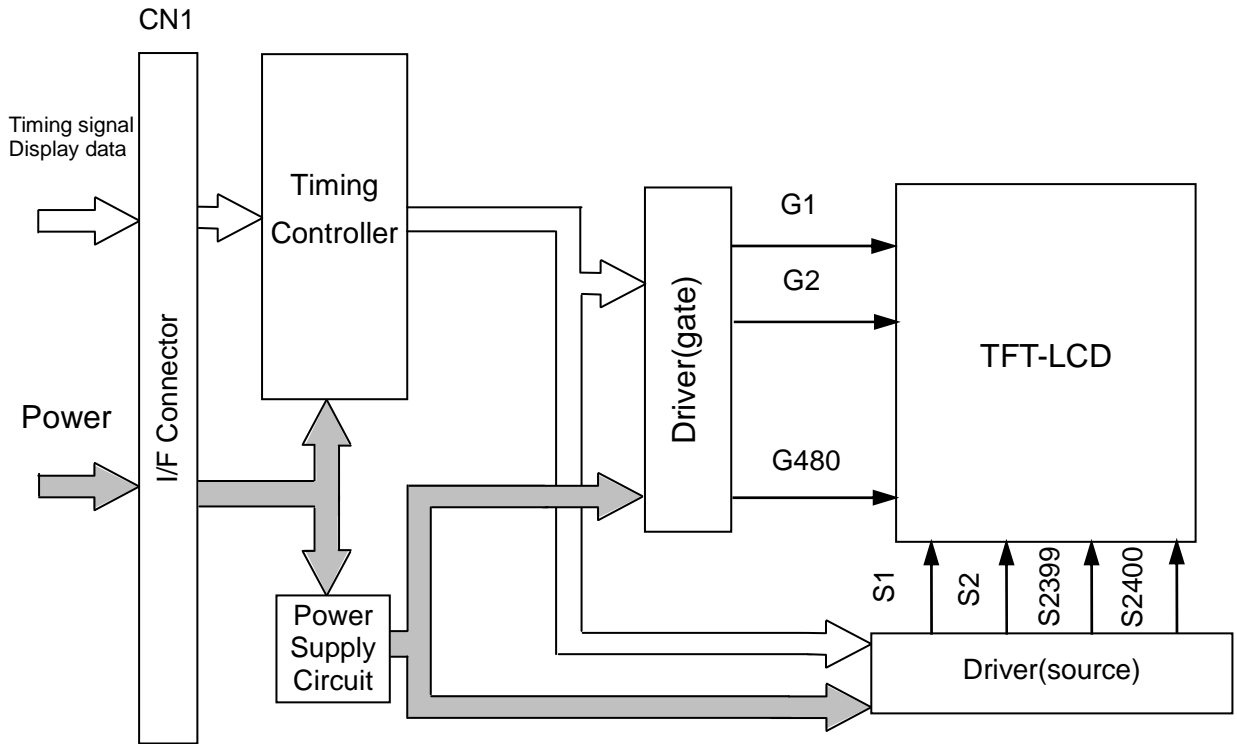 CN1
Timing signal
Display data
Power
I/F Connector
Timing
Controller
Power
Supply
Circuit
Driver(gate)
G1
G2
G480
TFT-LCD
S1
S2
S2399
S2400
Driver(source)